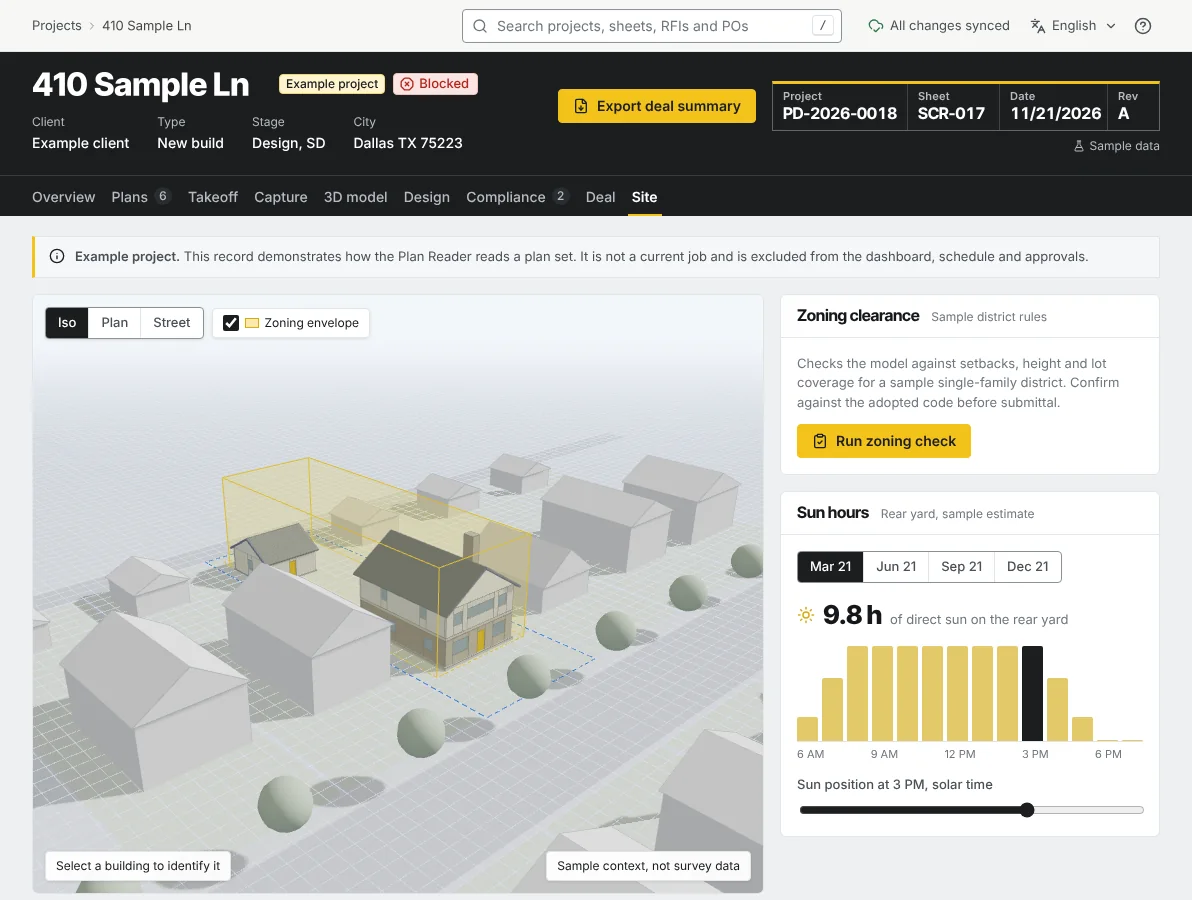 Projects > 410 Sample Ln
Search projects, sheets, RFIs and POs /
All changes synced
English
410 Sample Ln
Example project
Blocked
Client
Example client
Type
New build
Stage
Design, SD
City
Dallas TX 75223
Export deal summary
Project
PD-2026-0018
Sheet
SCR-017
Date
11/21/2026
Rev
A
Sample data
Overview Plans 6 Takeoff Capture 3D model Design Compliance 2 Deal Site
Example project. This record demonstrates how the Plan Reader reads a plan set. It is not a current job and is excluded from the dashboard, schedule and approvals.
Iso Plan Street
Zoning envelope
Select a building to identify it
Sample context, not survey data
Zoning clearance Sample district rules
Checks the model against setbacks, height and lot
coverage for a sample single-family district. Confirm
against the adopted code before submittal.
Run zoning check
Sun hours Rear yard, sample estimate
Mar 21 Jun 21 Sep 21 Dec 21
9.8 h of direct sun on the rear yard
6 AM 9 AM 12 PM 3 PM 6 PM
Sun position at 3 PM, solar time